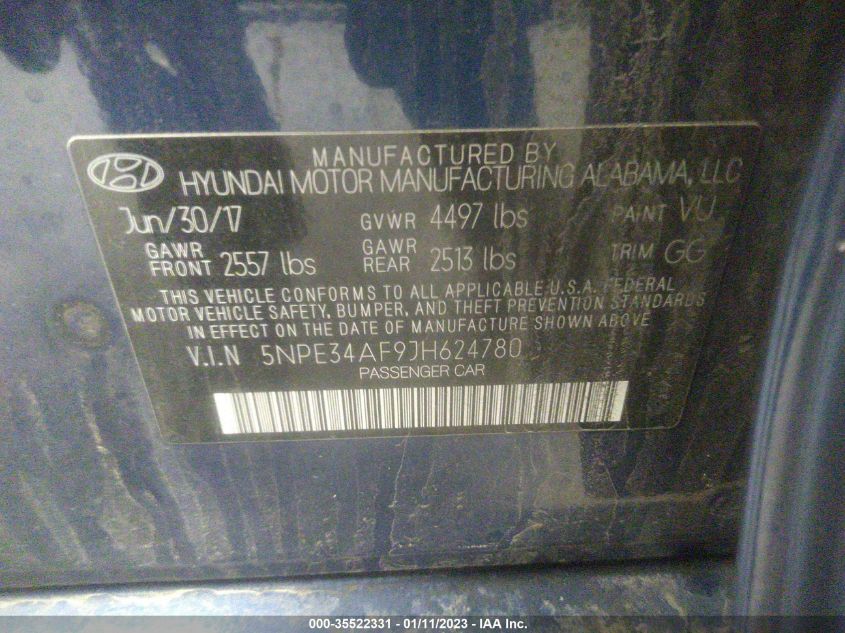 MANUFACTURED BY
HYUNDAI MOTOR MANUFACTURING ALABAMA, LLC
Jun/30/17 GVWR 4497 lbs PAINT VU
GAWR FRONT 2557 lbs GAWR REAR 2513 lbs TRIM GG
THIS VEHICLE CONFORMS TO ALL APPLICABLE U.S.A. FEDERAL
MOTOR VEHICLE SAFETY, BUMPER, AND THEFT PREVENTION STANDARDS
IN EFFECT ON THE DATE OF MANUFACTURE SHOWN ABOVE.
V.I.N 5NPE34AF9JH624780
PASSENGER CAR
000-35522331 - 01/11/2023 - IAA Inc.